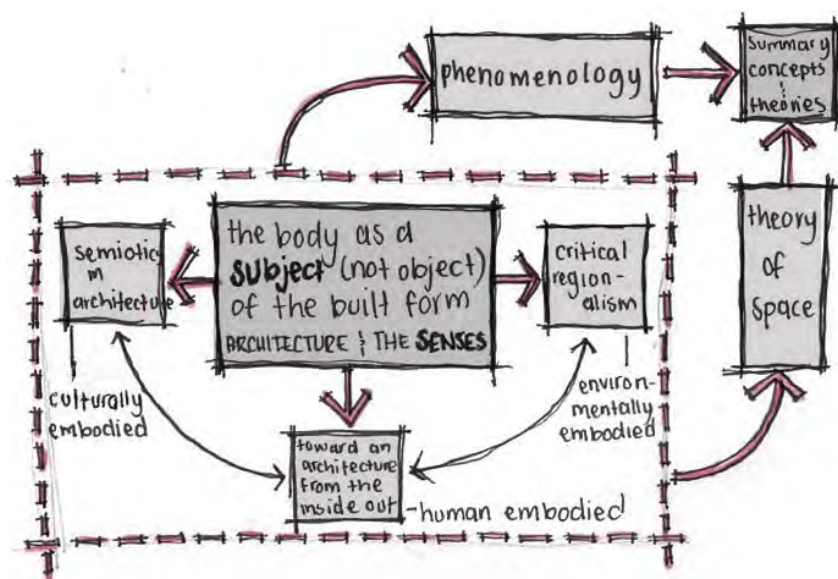 phenomenology
summary
concepts
&
theories
semiotics
in
architecture
the body as a
SUBJECT (not object)
of the built form
ARCHITECTURE & THE SENSES
critical
region-
alism
theory
of
space
culturally
embodied
environ-
mentally
embodied
toward an
architecture
from the
inside out
-human embodied